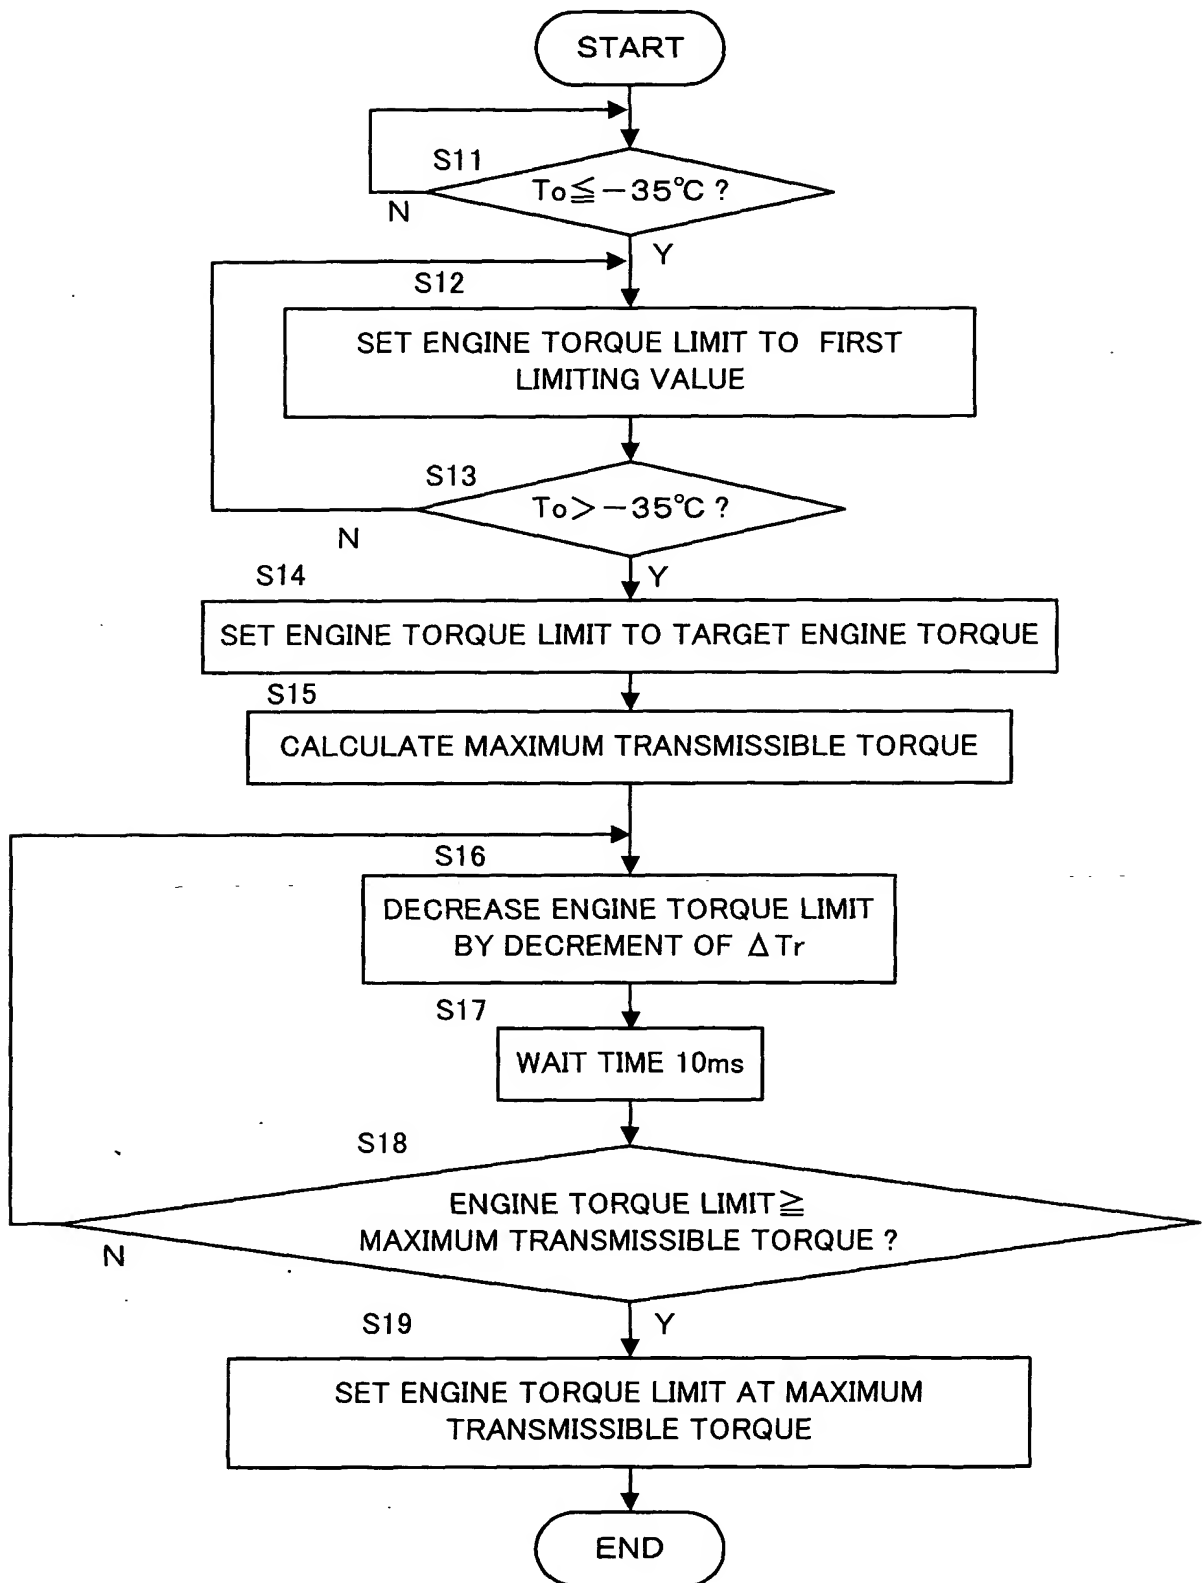 START
S11
To≦−35℃?
N
Y
S12
SET ENGINE TORQUE LIMIT TO FIRST
LIMITING VALUE
S13
To>−35℃?
N
Y
S14
SET ENGINE TORQUE LIMIT TO TARGET ENGINE TORQUE
S15
CALCULATE MAXIMUM TRANSMISSIBLE TORQUE
S16
DECREASE ENGINE TORQUE LIMIT
BY DECREMENT OF ΔTr
S17
WAIT TIME 10ms
S18
ENGINE TORQUE LIMIT≧
MAXIMUM TRANSMISSIBLE TORQUE?
N
Y
S19
SET ENGINE TORQUE LIMIT AT MAXIMUM
TRANSMISSIBLE TORQUE
END